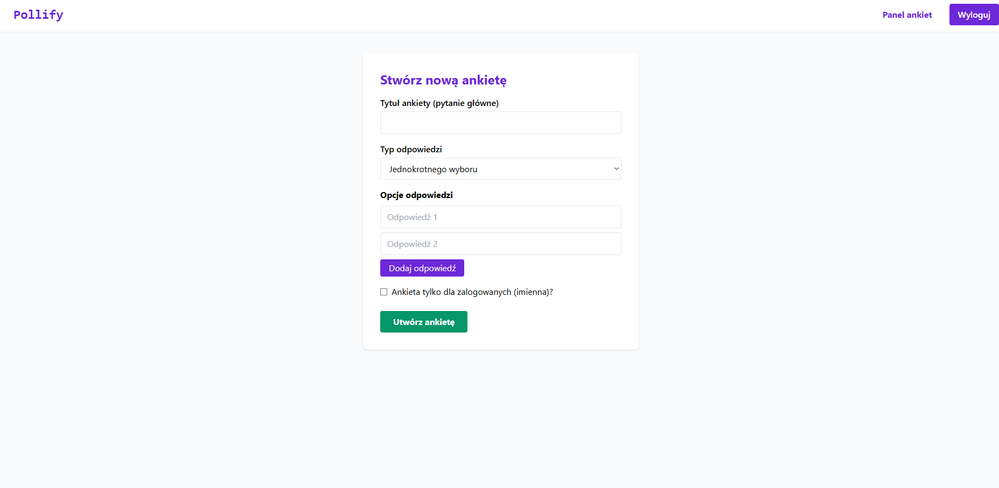 Pollify
Panel ankiet
Wyloguj
Stwórz nową ankietę
Tytuł ankiety (pytanie główne)
Typ odpowiedzi
Jednokrotnego wyboru
Opcje odpowiedzi
Odpowiedź 1
Odpowiedź 2
Dodaj odpowiedź
Ankieta tylko dla zalogowanych (imienna)?
Utwórz ankietę